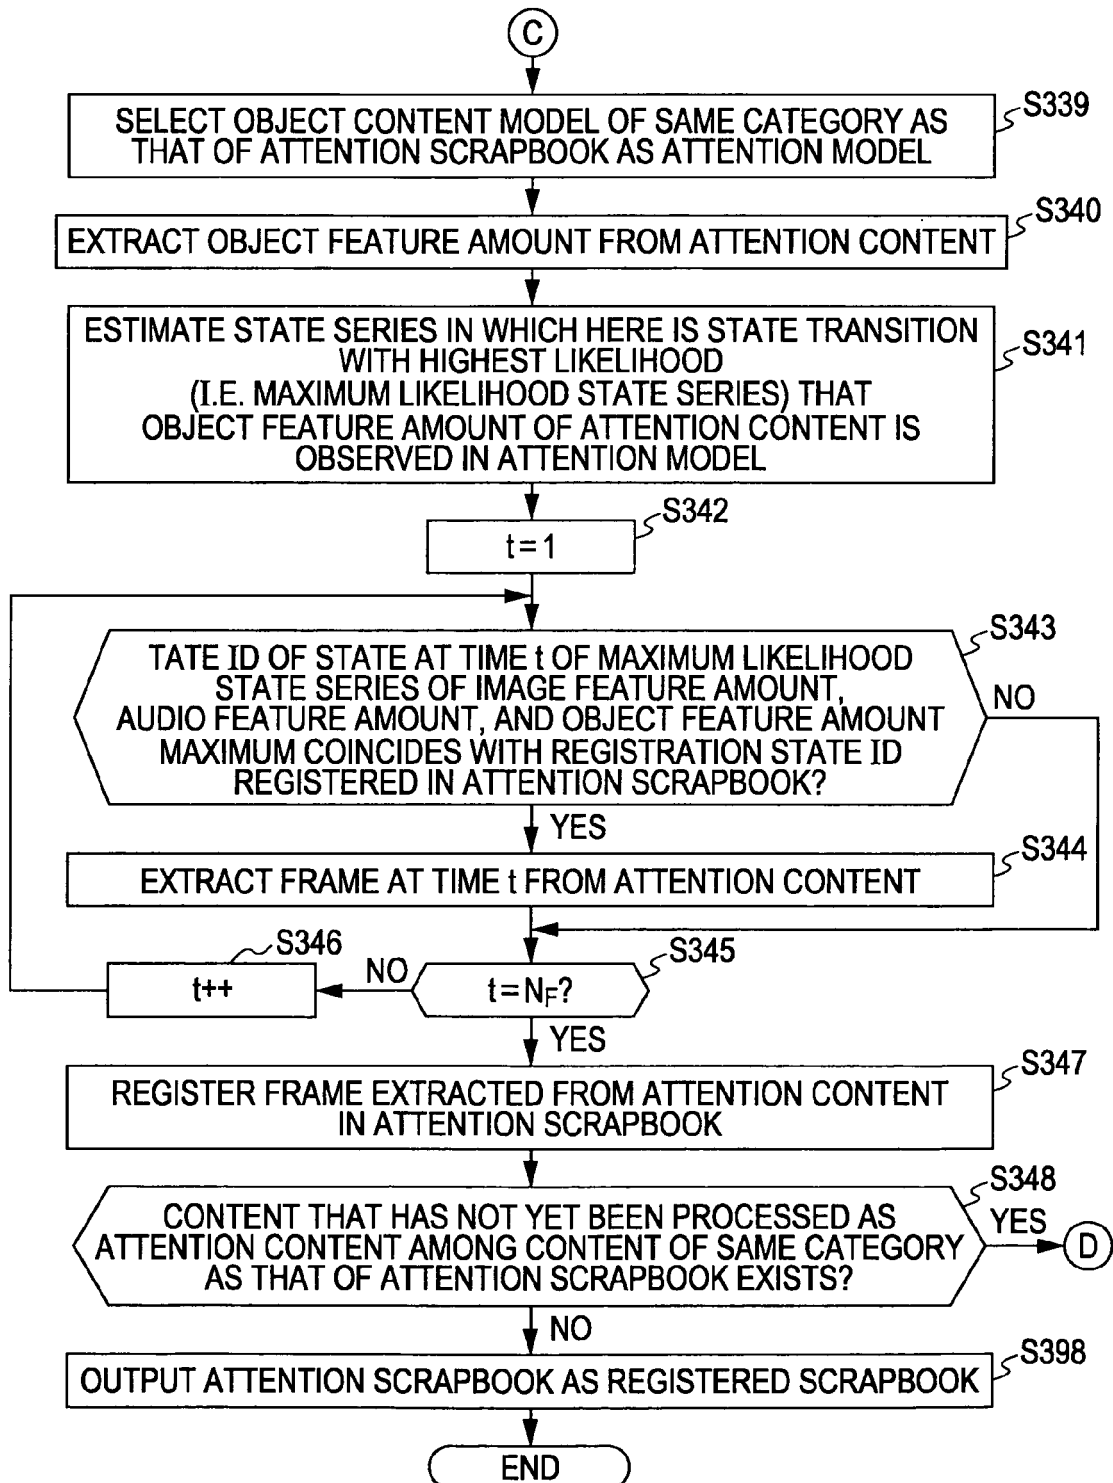 C
SELECT OBJECT CONTENT MODEL OF SAME CATEGORY AS
THAT OF ATTENTION SCRAPBOOK AS ATTENTION MODEL
S339
EXTRACT OBJECT FEATURE AMOUNT FROM ATTENTION CONTENT
S340
ESTIMATE STATE SERIES IN WHICH HERE IS STATE TRANSITION
WITH HIGHEST LIKELIHOOD
(I.E. MAXIMUM LIKELIHOOD STATE SERIES) THAT
OBJECT FEATURE AMOUNT OF ATTENTION CONTENT IS
OBSERVED IN ATTENTION MODEL
S341
t=1
S342
TATE ID OF STATE AT TIME t OF MAXIMUM LIKELIHOOD
STATE SERIES OF IMAGE FEATURE AMOUNT,
AUDIO FEATURE AMOUNT, AND OBJECT FEATURE AMOUNT
MAXIMUM COINCIDES WITH REGISTRATION STATE ID
REGISTERED IN ATTENTION SCRAPBOOK?
S343
NO
YES
EXTRACT FRAME AT TIME t FROM ATTENTION CONTENT
S344
S346
t++
NO
t=NF?
S345
YES
REGISTER FRAME EXTRACTED FROM ATTENTION CONTENT
IN ATTENTION SCRAPBOOK
S347
CONTENT THAT HAS NOT YET BEEN PROCESSED AS
ATTENTION CONTENT AMONG CONTENT OF SAME CATEGORY
AS THAT OF ATTENTION SCRAPBOOK EXISTS?
S348
YES
D
NO
OUTPUT ATTENTION SCRAPBOOK AS REGISTERED SCRAPBOOK
S398
END